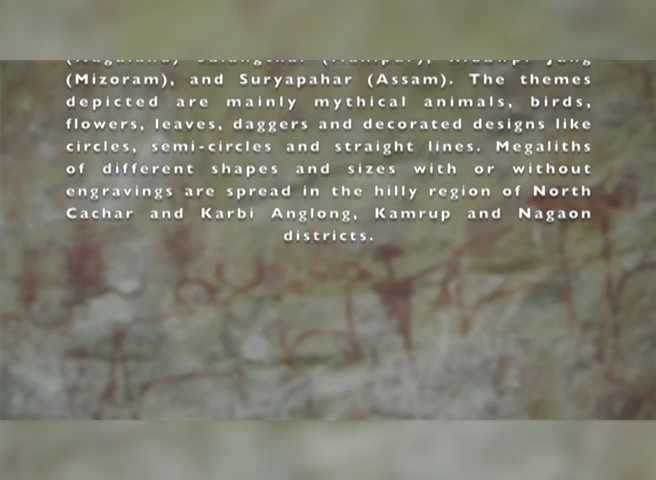 (Mizoram), and Suryapahar (Assam). The themes
depicted are mainly mythical animals, birds,
flowers, leaves, daggers and decorated designs like
circles, semi-circles and straight lines. Megaliths
of different shapes and sizes with or without
engravings are spread in the hilly region of North
Cachar and Karbi Anglong, Kamrup and Nagaon
districts.